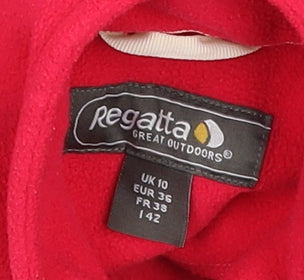 Regatta
GREAT OUTDOORS®
UK 10
EUR 36
FR 38
I 42